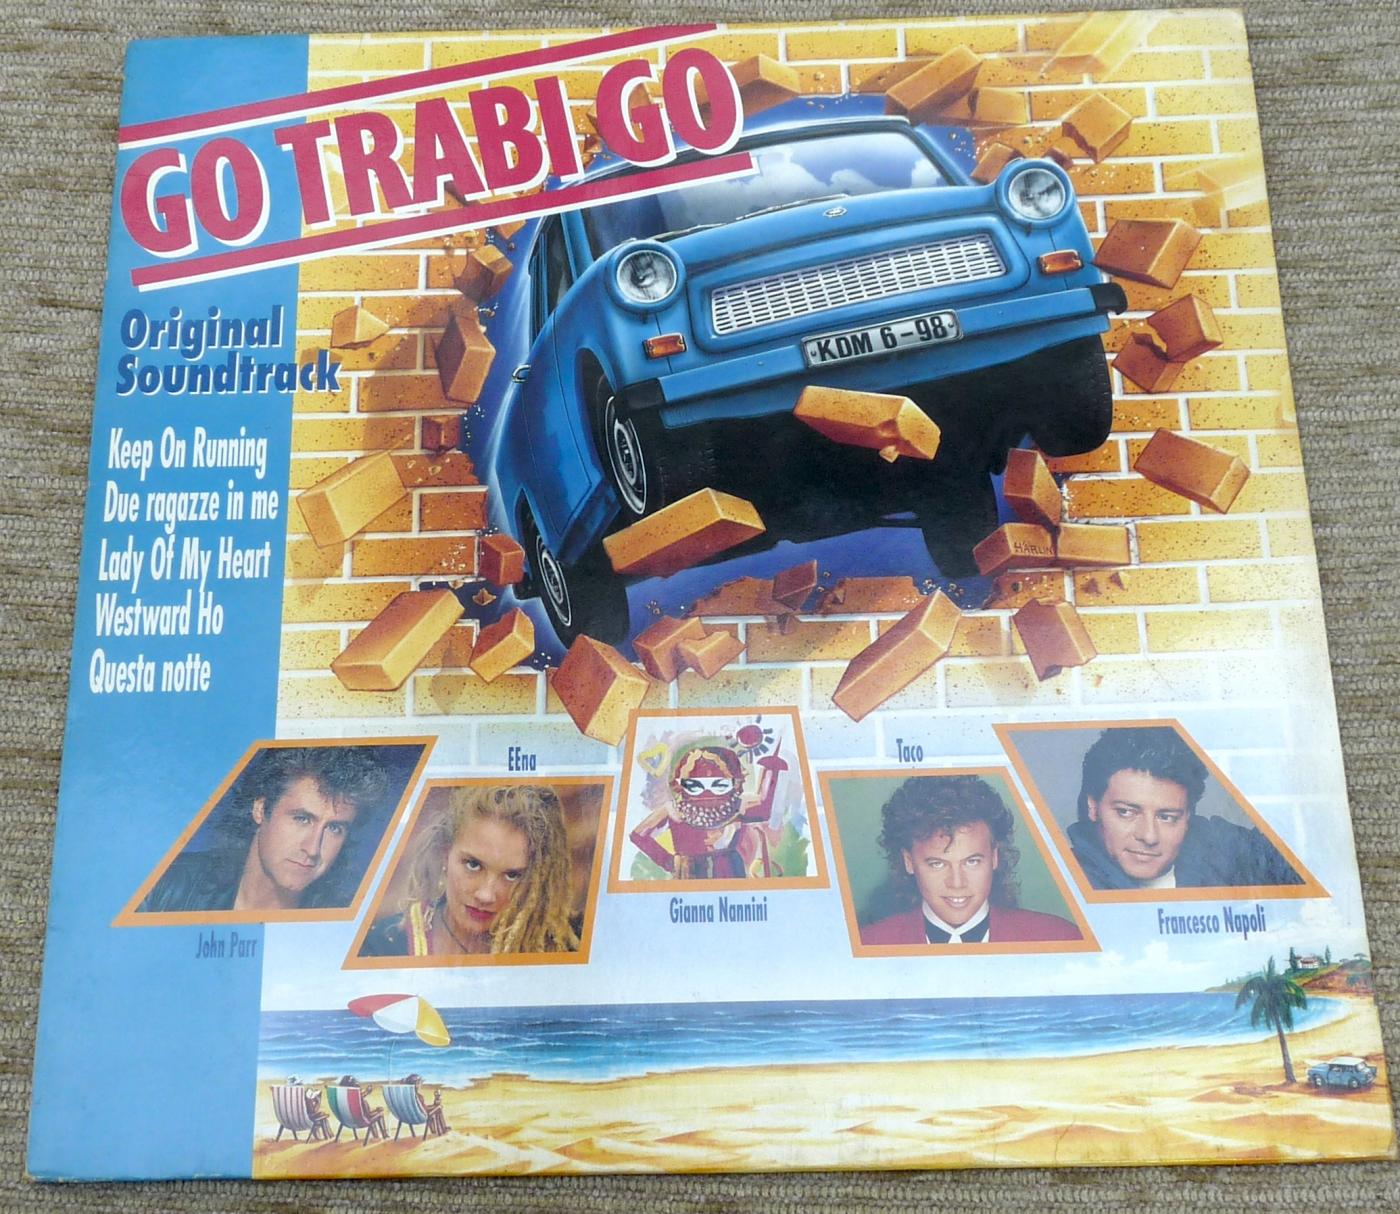 GO TRABI GO
Original
Soundtrack
Keep On Running
Due ragazze in me
Lady Of My Heart
Westward Ho
Questa notte
KDM 6-98
HÄRLIN
EEna
Taco
John Parr
Gianna Nannini
Francesco Napoli